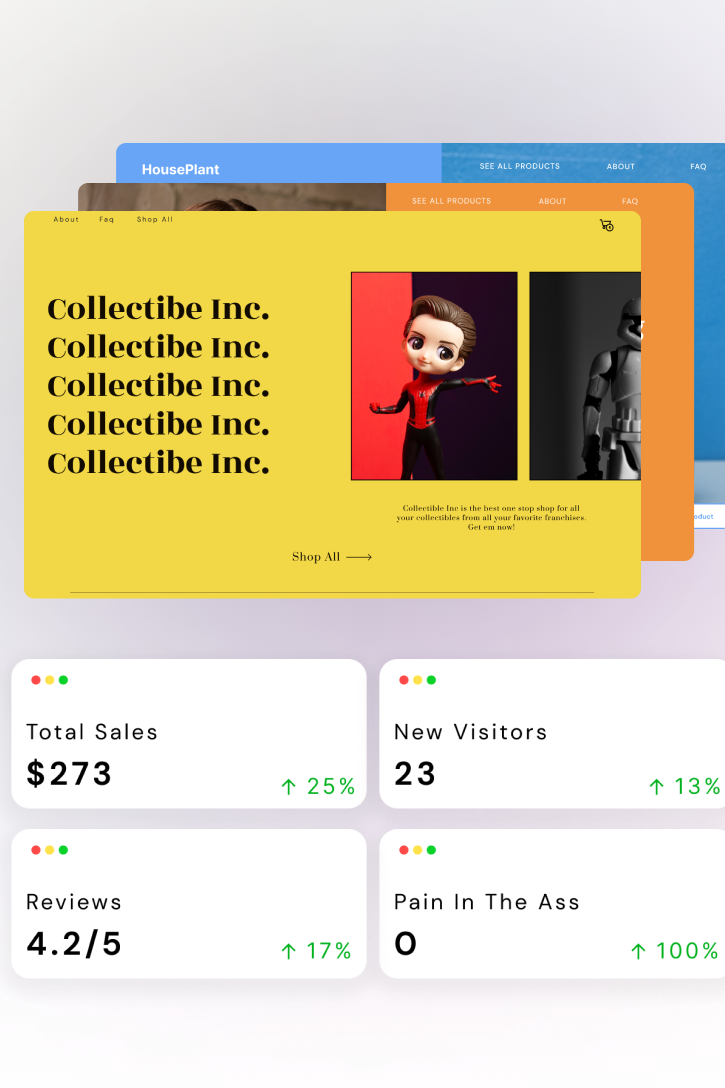 HousePlant
SEE ALL PRODUCTS ABOUT FAQ
SEE ALL PRODUCTS ABOUT FAQ
About Faq Shop All
Collectibe Inc.
Collectibe Inc.
Collectibe Inc.
Collectibe Inc.
Collectibe Inc.
Collectible Inc is the best one stop shop for all
your collectibles from all your favorite franchises.
Get em now!
oduct
Shop All
Total Sales
$273
↑ 25%
New Visitors
23
↑ 13%
Reviews
4.2/5
↑ 17%
Pain In The Ass
0
↑ 100%